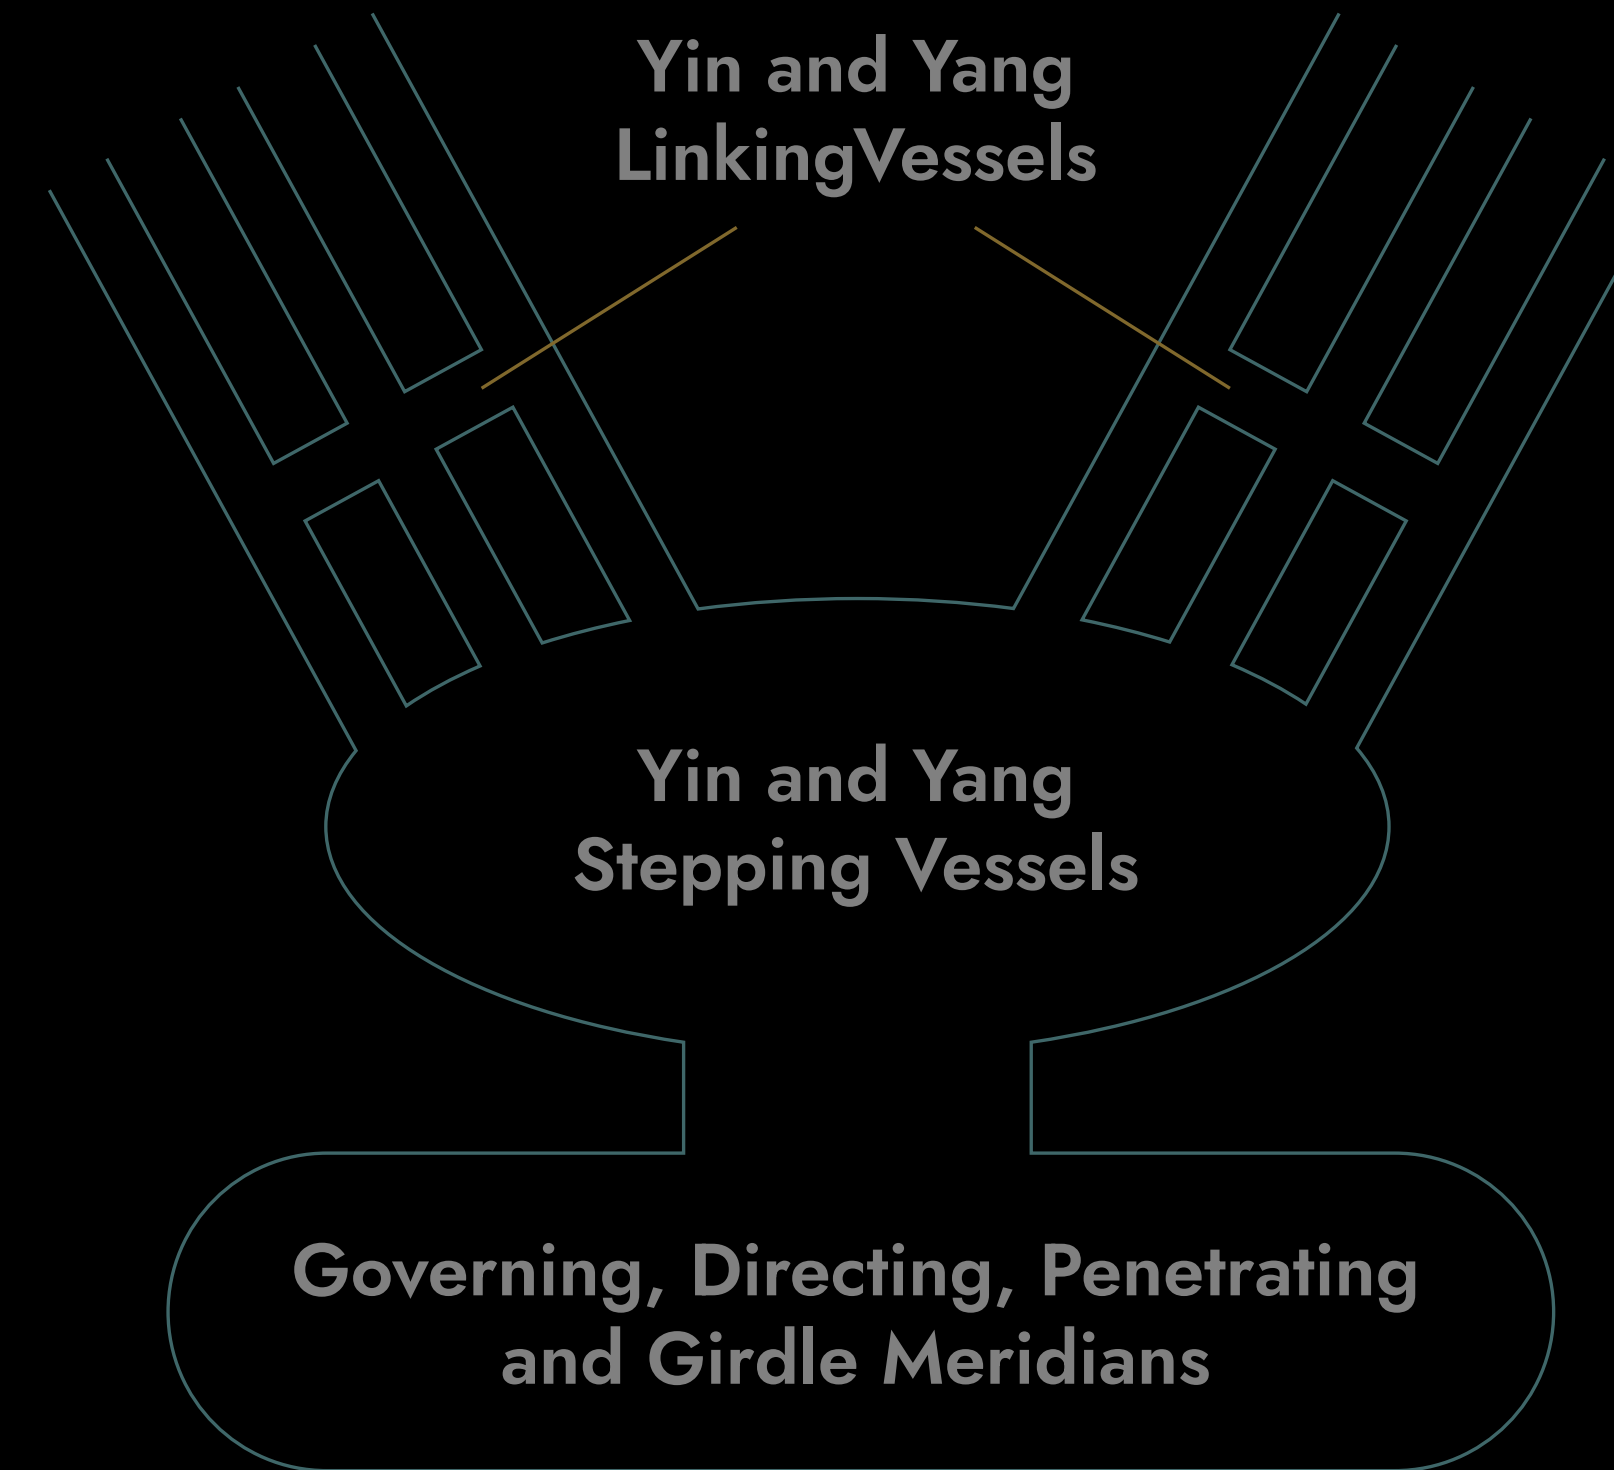 Yin and Yang
LinkingVessels
Yin and Yang
Stepping Vessels
Governing, Directing, Penetrating
and Girdle Meridians